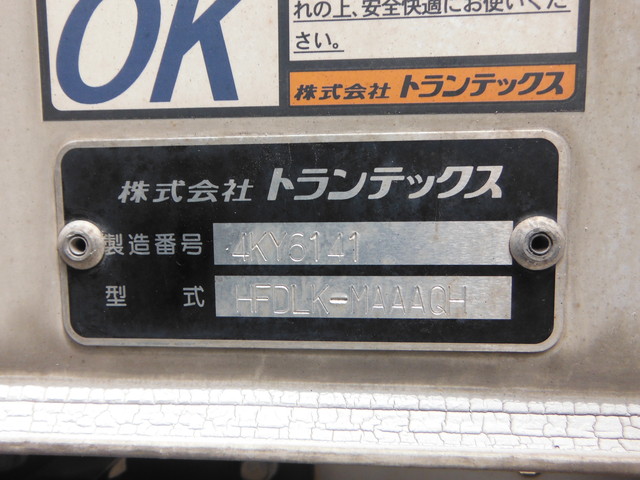 れの上、安全快適にお使いくだ
さい。
OK
株式会社 トランテックス
株式会社 トランテックス
製造番号 4KY6141
型式 HFDLK-MAAAQH